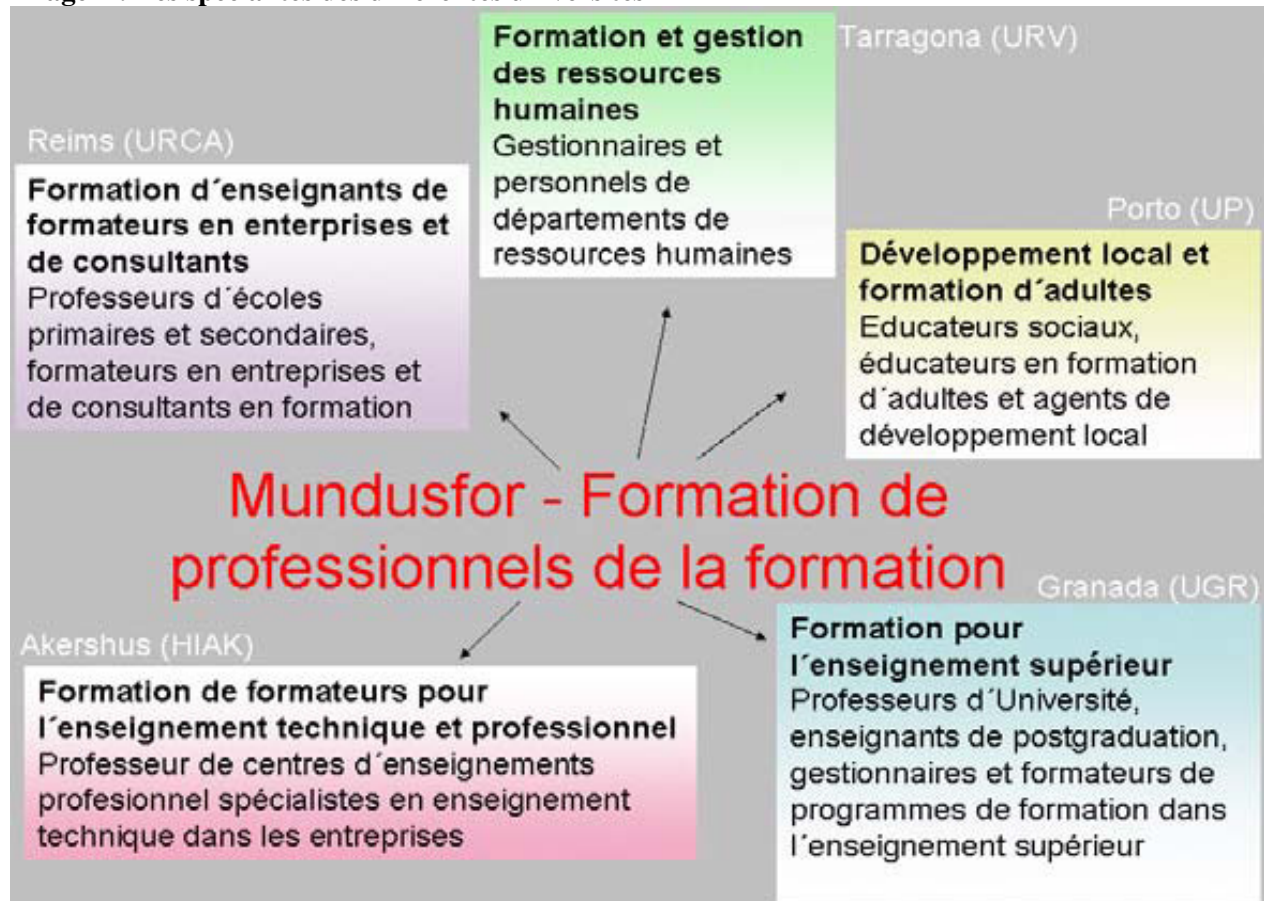 Formation et gestion
des ressources
humaines
Gestionnaires et
personnels de
départements de
ressources humaines
Tarragona (URV)
Reims (URCA)
Formation d´enseignants de
formateurs en enterprises et
de consultants
Professeurs d´écoles
primaires et secondaires,
formateurs en entreprises et
de consultants en formation
Porto (UP)
Développement local et
formation d´adultes
Educateurs sociaux,
éducateurs en formation
d´adultes et agents de
développement local
Mundusfor - Formation de
professionnels de la formation
Akershus (HIAK)
Formation de formateurs pour
l´enseignement technique et professionnel
Professeur de centres d´enseignements
profesionnel spécialistes en enseignement
technique dans les entreprises
Granada (UGR)
Formation pour
l´enseignement supérieur
Professeurs d´Université,
enseignants de postgraduation,
gestionnaires et formateurs de
programmes de formation dans
l´enseignement supérieur